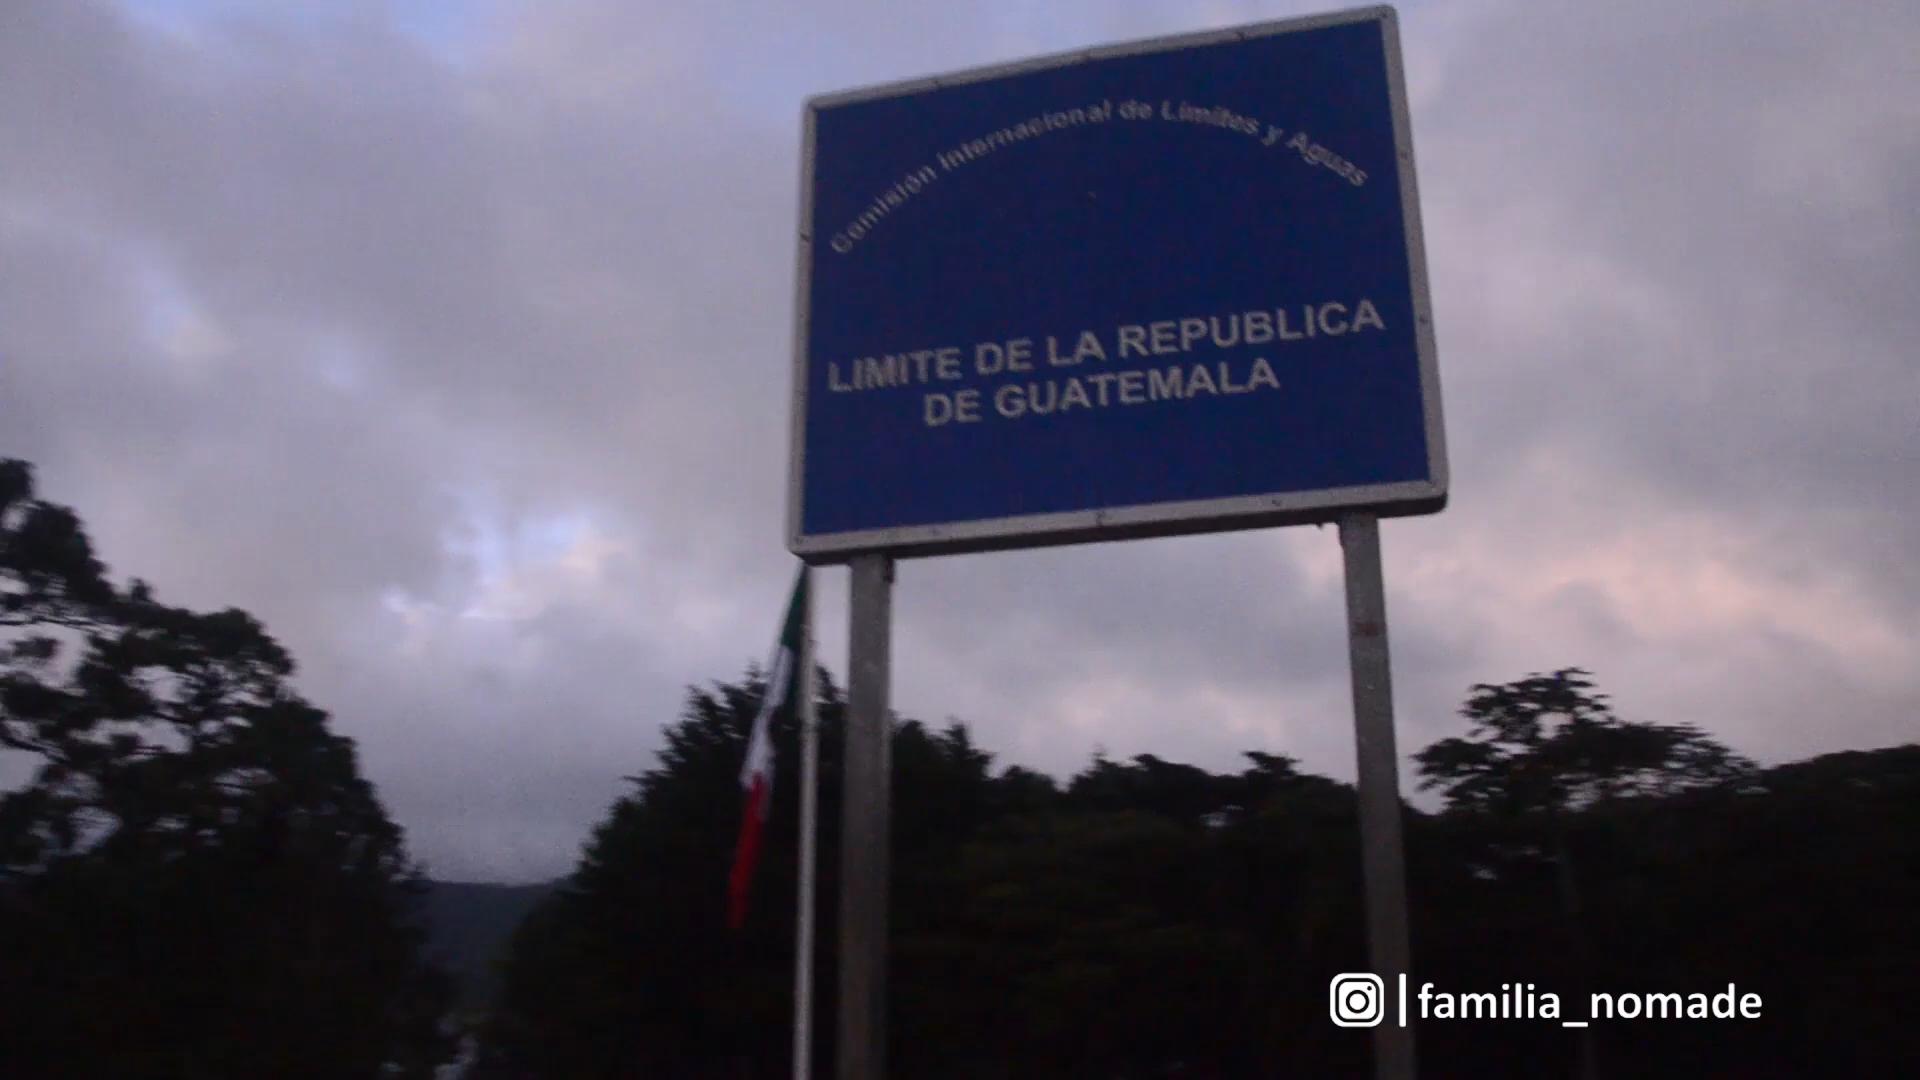 Comisión Internacional de Límites y Aguas
LIMITE DE LA REPUBLICA
DE GUATEMALA
familia_nomade